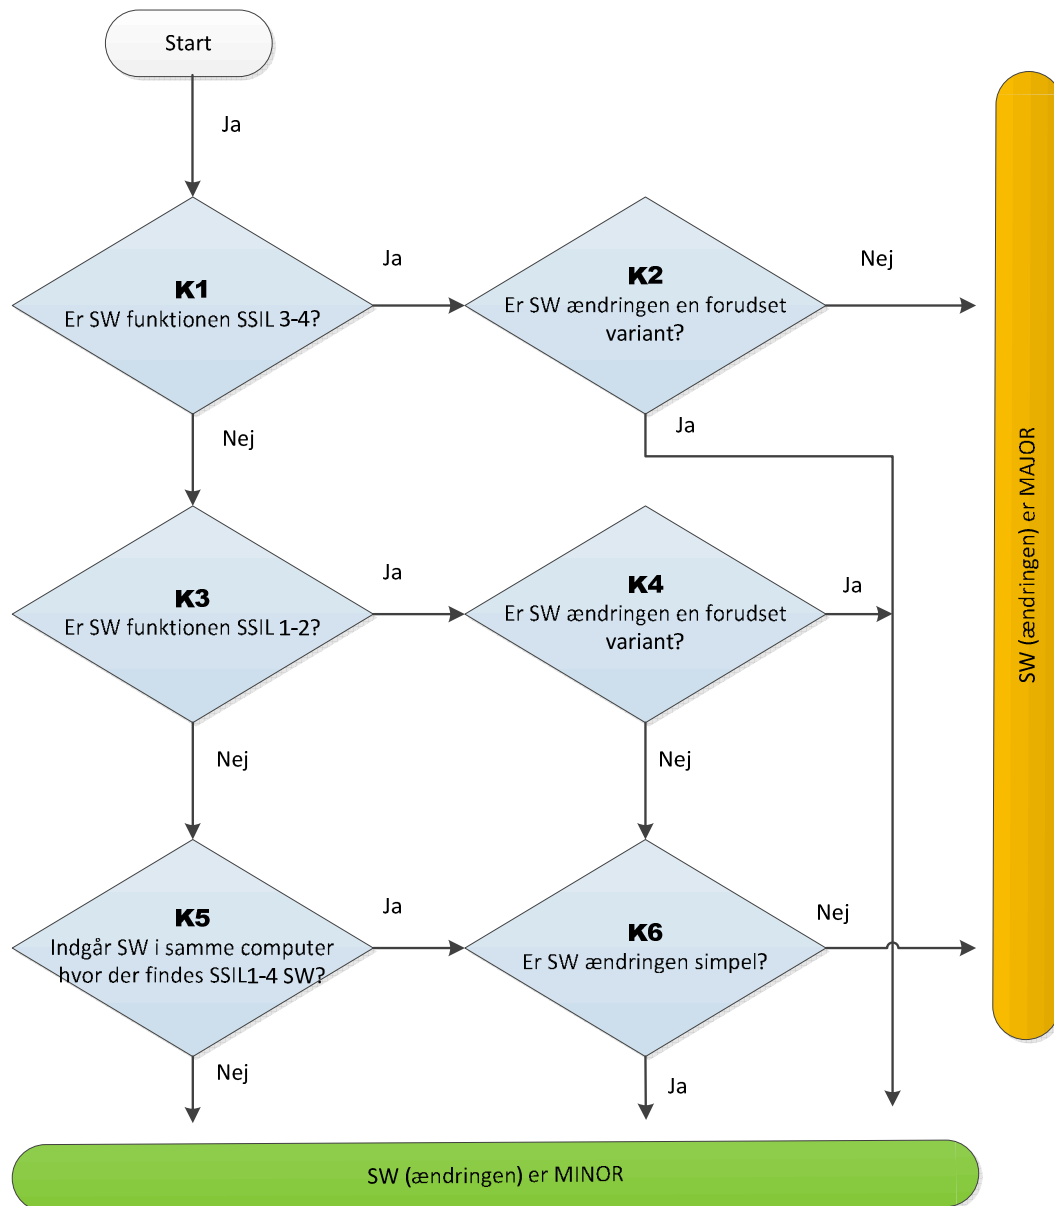 Start
Ja
K1
Er SW funktionen SSIL 3-4?
Ja
K2
Er SW ændringen en forudset
variant?
Nej
Nej
Ja
K3
Er SW funktionen SSIL 1-2?
Ja
K4
Er SW ændringen en forudset
variant?
Ja
Nej
Nej
K5
Indgår SW i samme computer
hvor der findes SSIL1-4 SW?
Ja
K6
Er SW ændringen simpel?
Nej
Nej
Ja
SW (ændringen) er MAJOR
SW (ændringen) er MINOR